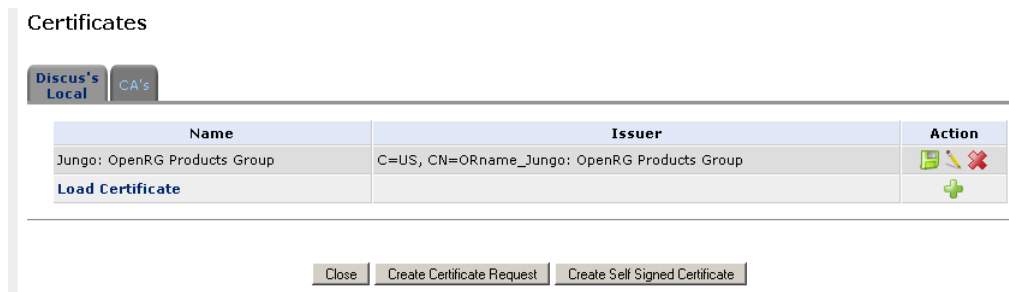 Certificates
Discus's
Local
CA's
Name Issuer Action
Jungo: OpenRG Products Group C=US, CN=ORname_Jungo: OpenRG Products Group
Load Certificate
Close Create Certificate Request Create Self Signed Certificate